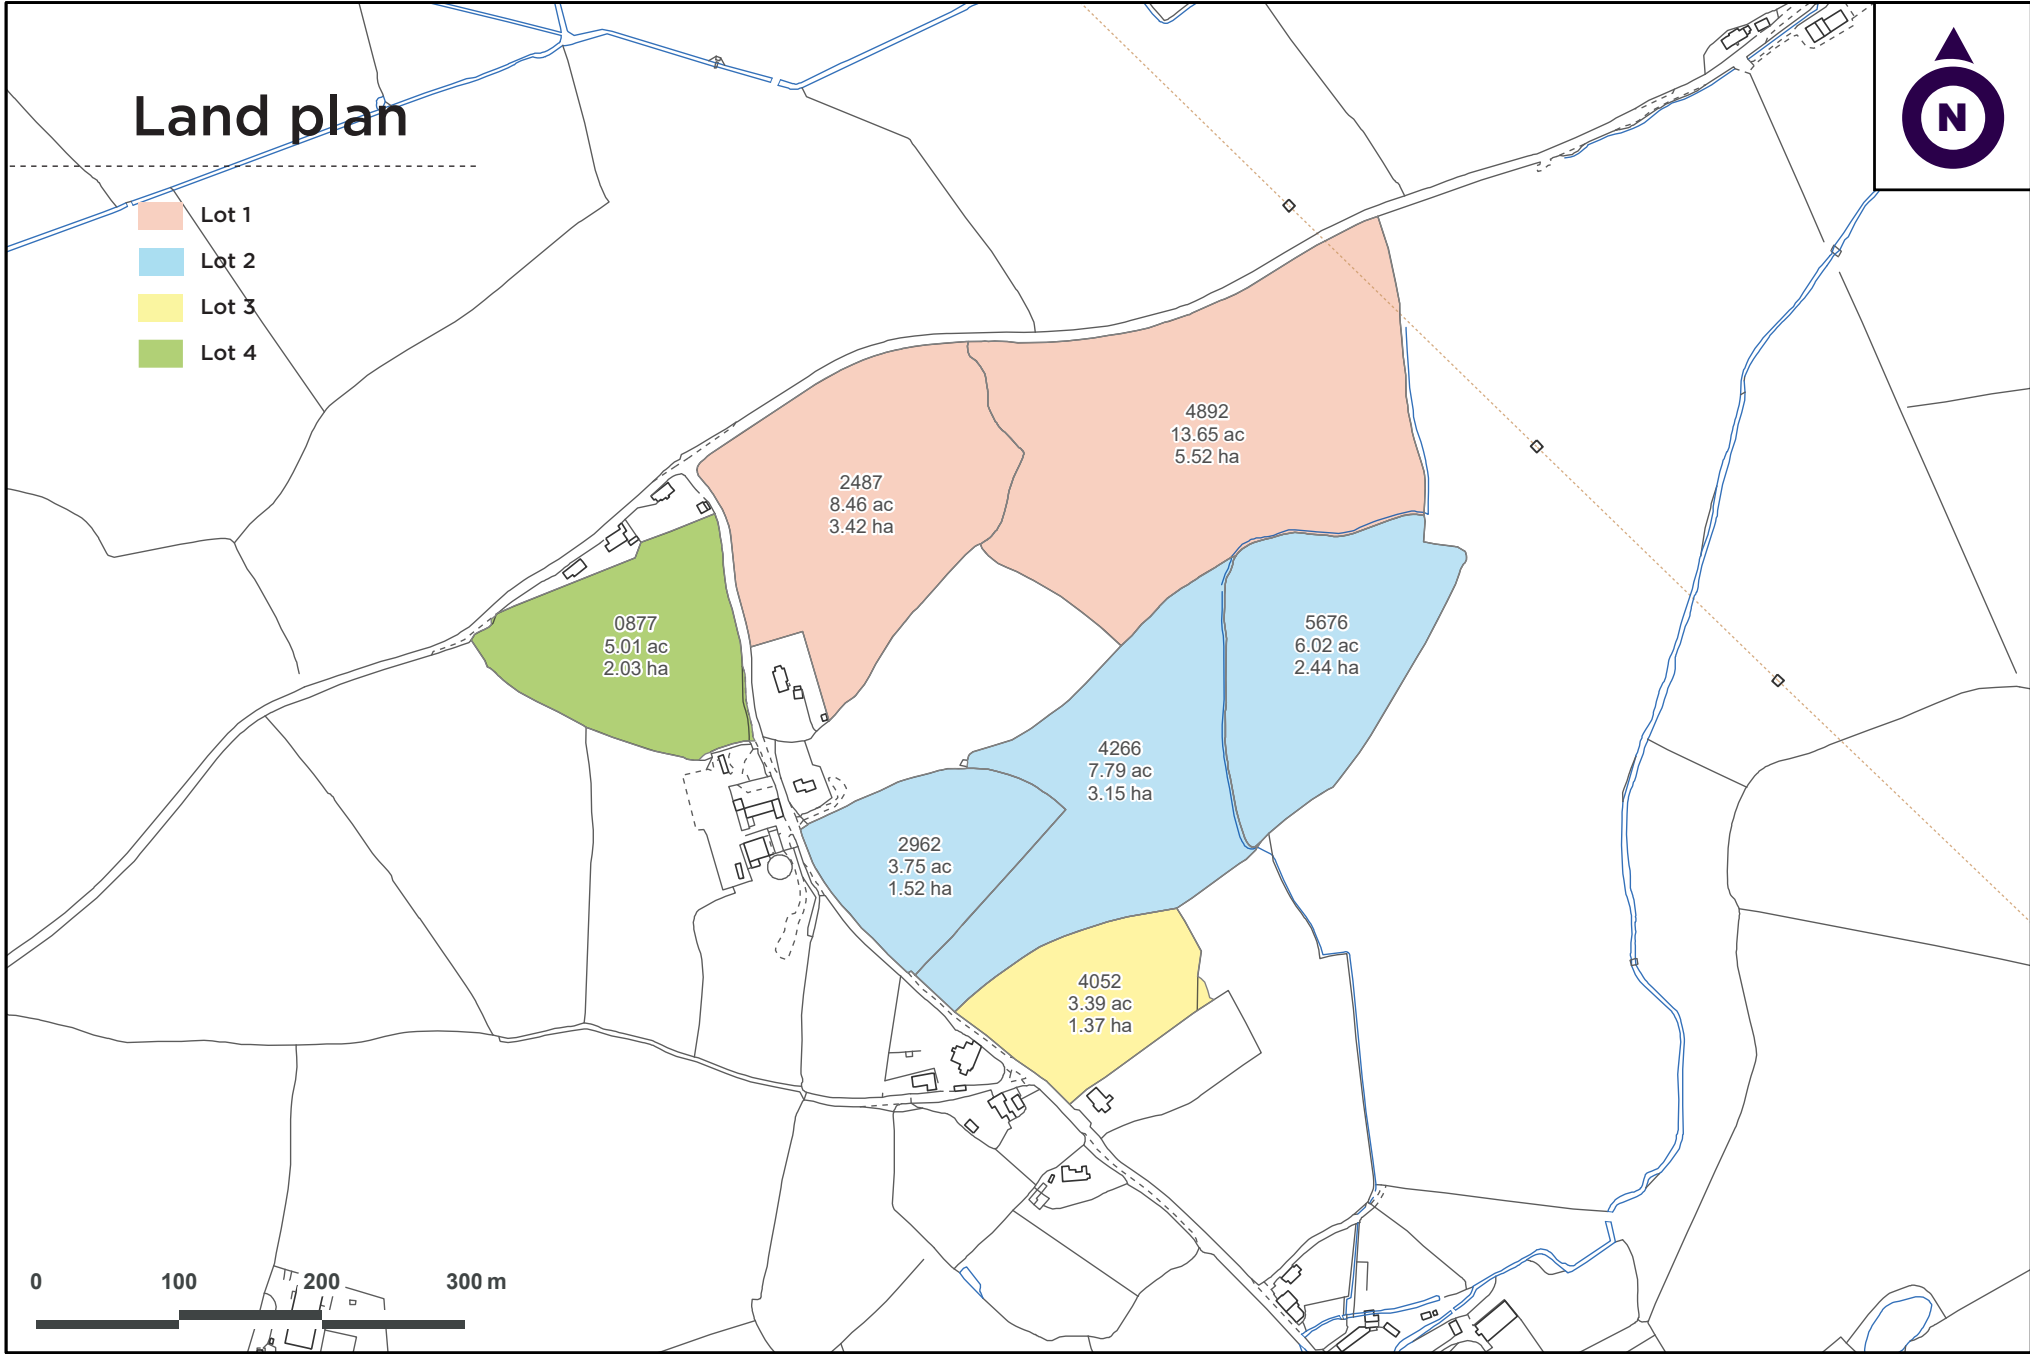 Land plan
N
Lot 1
Lot 2
Lot 3
Lot 4
4892
13.65 ac
5.52 ha
2487
8.46 ac
3.42 ha
0877
5.01 ac
2.03 ha
5676
6.02 ac
2.44 ha
4266
7.79 ac
3.15 ha
2962
3.75 ac
1.52 ha
4052
3.39 ac
1.37 ha
0 100 200 300 m